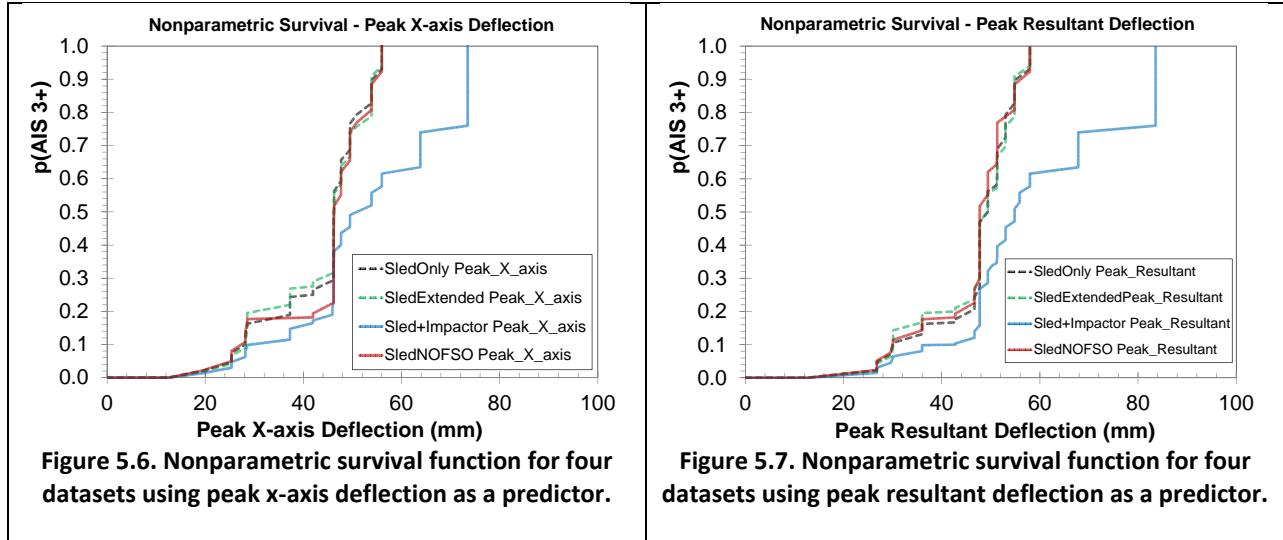 Nonparametric Survival - Peak X-axis Deflection
1.0
0.9
0.8
0.7
0.6
0.5
0.4
0.3
0.2
0.1
0.0
p(AIS 3+)
SledOnly Peak_X_axis
SledExtended Peak_X_axis
Sled+Impactor Peak_X_axis
SledNOFSO Peak_X_axis
0 20 40 60 80 100
Peak X-axis Deflection (mm)
Figure 5.6. Nonparametric survival function for four
datasets using peak x-axis deflection as a predictor.
Nonparametric Survival - Peak Resultant Deflection
1.0
0.9
0.8
0.7
0.6
0.5
0.4
0.3
0.2
0.1
0.0
p(AIS 3+)
SledOnly Peak_Resultant
SledExtendedPeak_Resultant
Sled+Impactor Peak_Resultant
SledNOFSO Peak_Resultant
0 20 40 60 80 100
Peak Resultant Deflection (mm)
Figure 5.7. Nonparametric survival function for four
datasets using peak resultant deflection as a predictor.